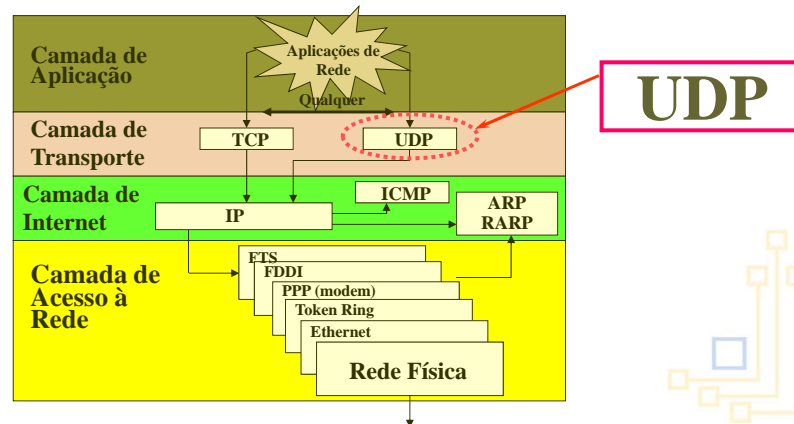 Camada de
Aplicação
Aplicações de
Rede
Qualquer
UDP
Camada de
Transporte
TCP
UDP
Camada de
Internet
IP
ICMP
ARP
RARP
Camada de
Acesso à
Rede
FTS
FDDI
PPP (modem)
Token Ring
Ethernet
Rede Física